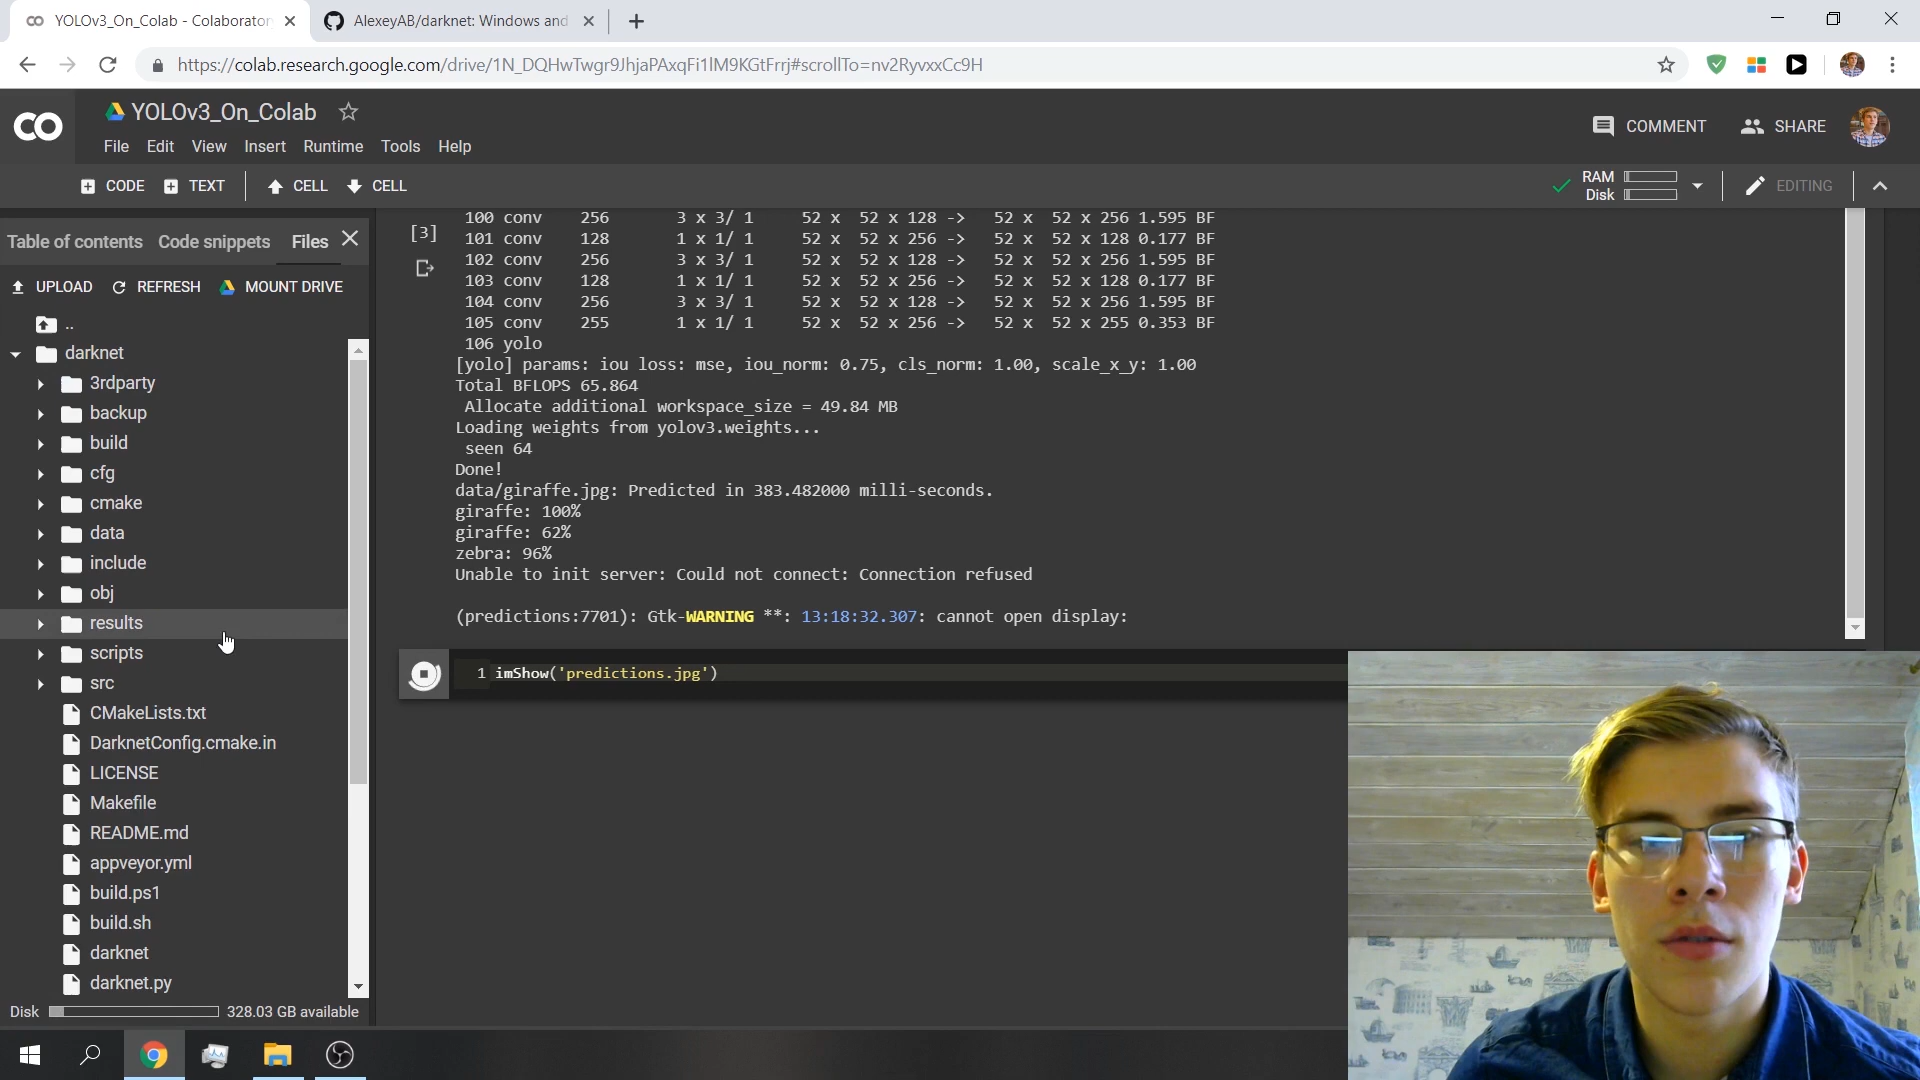 YOLOv3_On_Colab - Colaborator
AlexeyAB/darknet: Windows and
https://colab.research.google.com/drive/1N_DQHwTwgr9JhjaPAxqFi1lM9KGtFrrj#scrollTo=nv2RyvxxCc9H
CO
YOLOv3_On_Colab
COMMENT
SHARE
File Edit View Insert Runtime Tools Help
CODE TEXT CELL CELL
RAM
Disk
EDITING
Table of contents Code snippets Files
UPLOAD REFRESH MOUNT DRIVE
..
darknet
3rdparty
backup
build
cfg
cmake
data
include
obj
results
scripts
src
CMakeLists.txt
DarknetConfig.cmake.in
LICENSE
Makefile
README.md
appveyor.yml
build.ps1
build.sh
darknet
darknet.py
Disk 328.03 GB available
[3]
100 conv 256 3 x 3/ 1 52 x 52 x 128 -> 52 x 52 x 256 1.595 BF
101 conv 128 1 x 1/ 1 52 x 52 x 256 -> 52 x 52 x 128 0.177 BF
102 conv 256 3 x 3/ 1 52 x 52 x 128 -> 52 x 52 x 256 1.595 BF
103 conv 128 1 x 1/ 1 52 x 52 x 256 -> 52 x 52 x 128 0.177 BF
104 conv 256 3 x 3/ 1 52 x 52 x 128 -> 52 x 52 x 256 1.595 BF
105 conv 255 1 x 1/ 1 52 x 52 x 256 -> 52 x 52 x 255 0.353 BF
106 yolo
[yolo] params: iou loss: mse, iou_norm: 0.75, cls_norm: 1.00, scale_x_y: 1.00
Total BFLOPS 65.864
Allocate additional workspace_size = 49.84 MB
Loading weights from yolov3.weights...
seen 64
Done!
data/giraffe.jpg: Predicted in 383.482000 milli-seconds.
giraffe: 100%
giraffe: 62%
zebra: 96%
Unable to init server: Could not connect: Connection refused
(predictions:7701): Gtk-WARNING **: 13:18:32.307: cannot open display:
1 imShow('predictions.jpg')